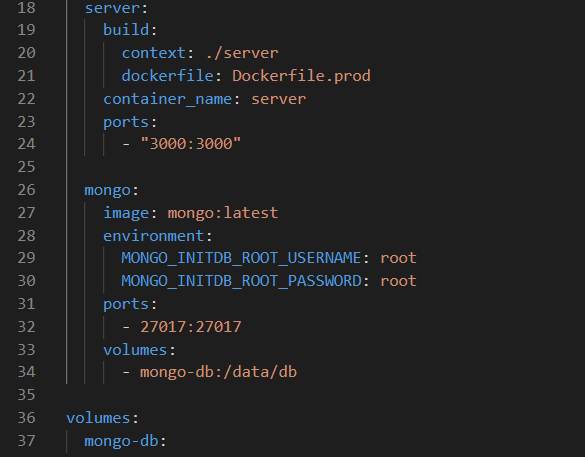 18 server:
19 build:
20 context: ./server
21 dockerfile: Dockerfile.prod
22 container_name: server
23 ports:
24 - "3000:3000"
25
26 mongo:
27 image: mongo:latest
28 environment:
29 MONGO_INITDB_ROOT_USERNAME: root
30 MONGO_INITDB_ROOT_PASSWORD: root
31 ports:
32 - 27017:27017
33 volumes:
34 - mongo-db:/data/db
35
36 volumes:
37 mongo-db: